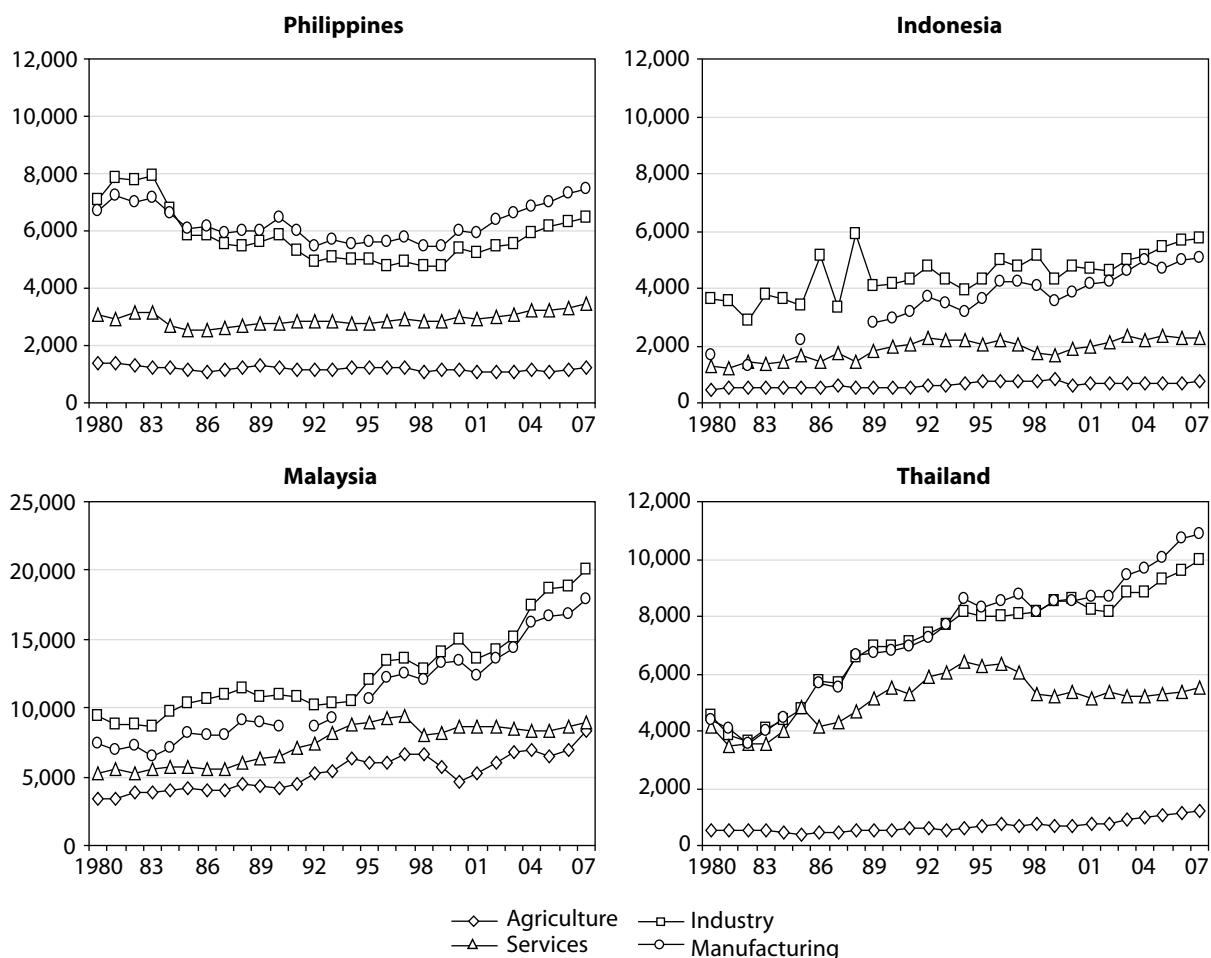 Philippines
12,000
10,000
8,000
6,000
4,000
2,000
0
1980 83 86 89 92 95 98 01 04 07
Indonesia
12,000
10,000
8,000
6,000
4,000
2,000
0
1980 83 86 89 92 95 98 01 04 07
Malaysia
25,000
20,000
15,000
10,000
5,000
0
1980 83 86 89 92 95 98 01 04 07
Thailand
12,000
10,000
8,000
6,000
4,000
2,000
0
1980 83 86 89 92 95 98 01 04 07
Agriculture Industry
Services Manufacturing